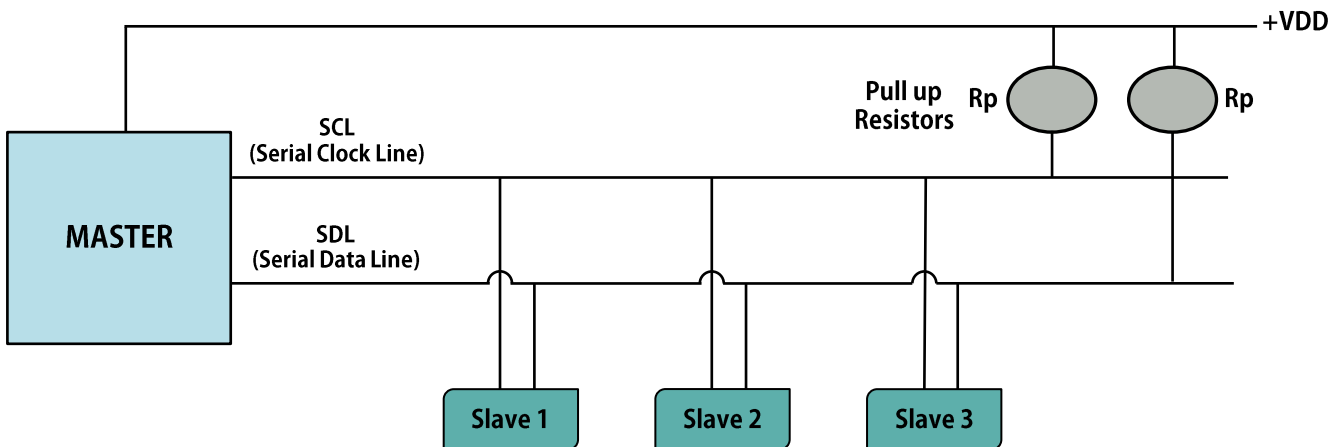 +VDD
Pull up
Resistors
Rp
Rp
SCL
(Serial Clock Line)
MASTER
SDL
(Serial Data Line)
Slave 1
Slave 2
Slave 3